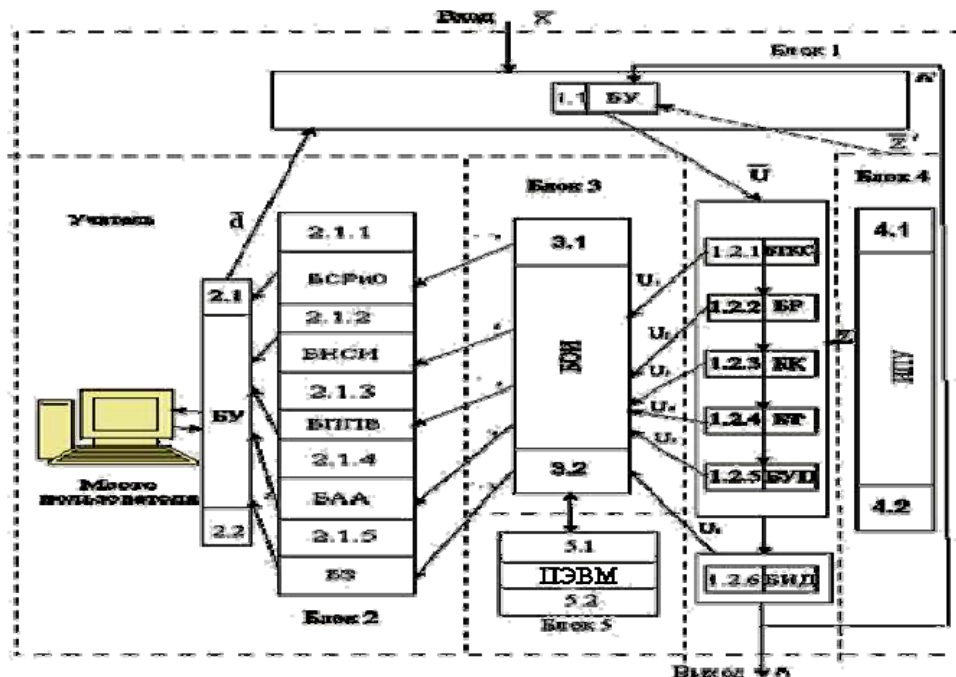 Вход x̄
Блок 1
n'
1.1 БУ
z̄'
Ū
Блок 4
Блок 3
Учитель
d̄
2.1.1
БСРиО
2.1.2
БНСИ
2.1.3
БППВ
2.1.4
БАА
2.1.5
БЗ
Блок 2
2.1
БУ
2.2
Место
пользователя
3.1
БОИ
3.2
5.1
ПЭВМ
5.2
Блок 5
U₁
U₂
U₃
U₄
U₅
U₆
1.2.1
1.2.2 БР
1.2.3 БК
1.2.4
1.2.5
1.2.6 БИД
4.1
4.2
Выход n